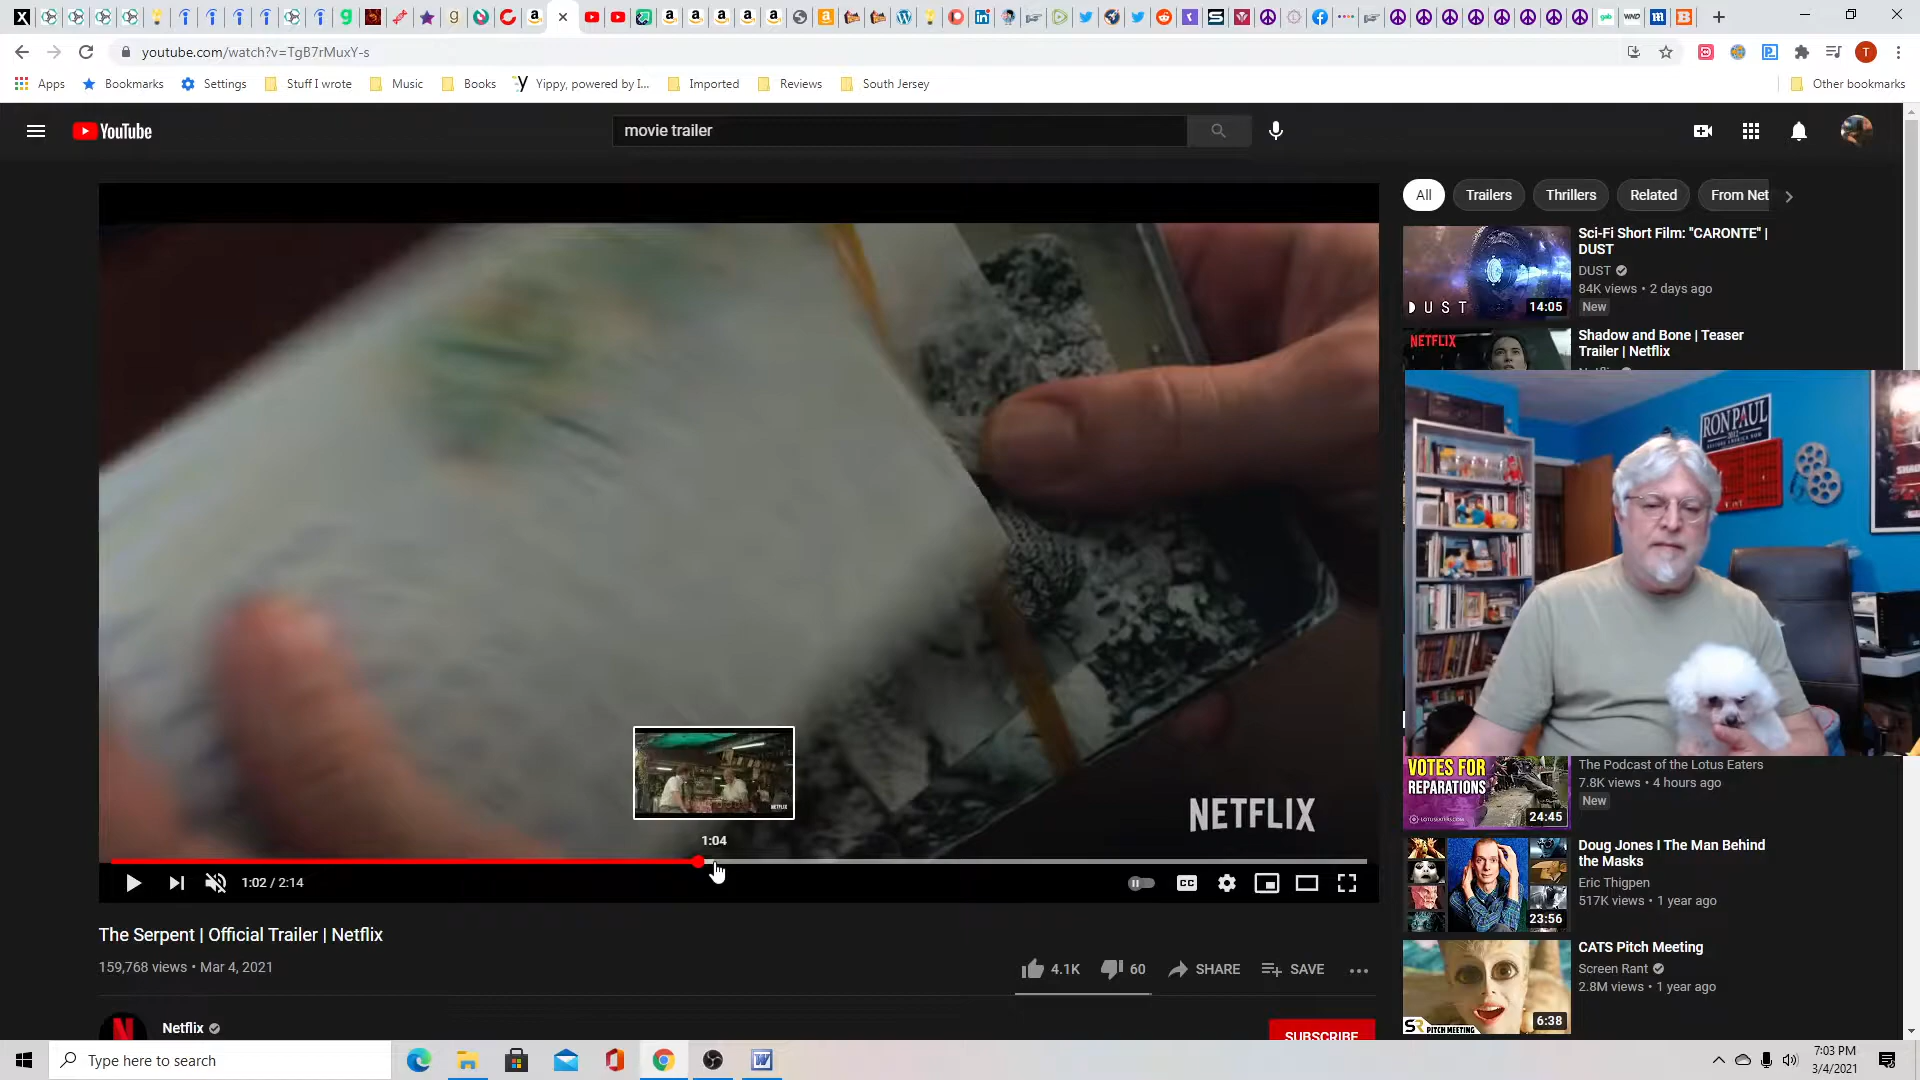 youtube.com/watch?v=TgB7rMuxY-s
Apps Bookmarks Settings Stuff I wrote Music Books Yippy, powered by I... Imported Reviews South Jersey Other bookmarks
YouTube
movie trailer
All Trailers Thrillers Related From Net
Sci-Fi Short Film: "CARONTE" |
DUST
DUST
84K views • 2 days ago
New
DUST
14:05
NETFLIX
Shadow and Bone | Teaser
Trailer | Netflix
RON PAUL
VOTES FOR
REPARATIONS
24:45
The Podcast of the Lotus Eaters
7.8K views • 4 hours ago
New
Doug Jones I The Man Behind
the Masks
Eric Thigpen
517K views • 1 year ago
23:56
CATS Pitch Meeting
Screen Rant
2.8M views • 1 year ago
SR PITCH MEETING
6:38
NETFLIX
1:04
1:02 / 2:14
CC
The Serpent | Official Trailer | Netflix
159,768 views • Mar 4, 2021
4.1K 60 SHARE SAVE
Netflix
SUBSCRIBE
Type here to search
7:03 PM
3/4/2021